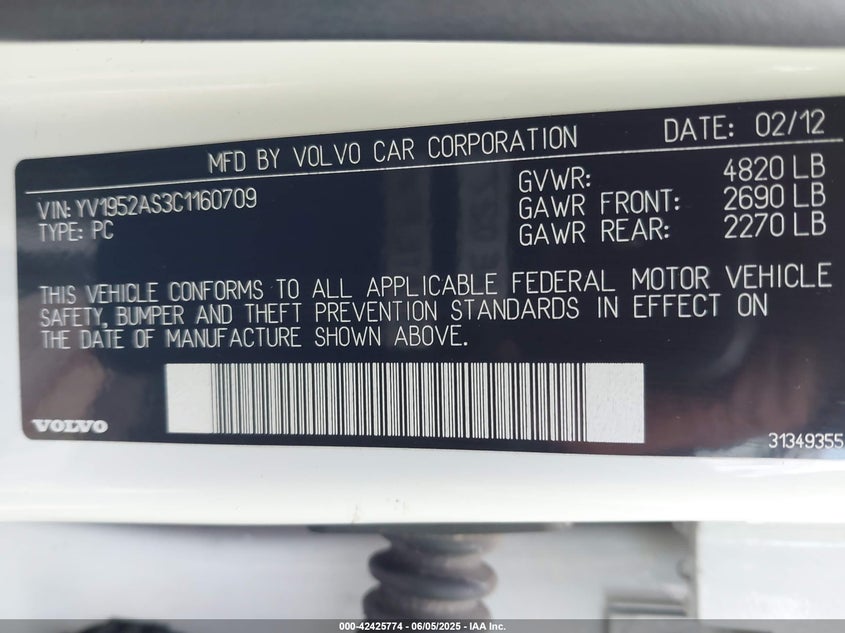 MFD BY VOLVO CAR CORPORATION DATE: 02/12
VIN: YV1952AS3C1160709 GVWR: 4820 LB
TYPE: PC GAWR FRONT: 2690 LB
GAWR REAR: 2270 LB
THIS VEHICLE CONFORMS TO ALL APPLICABLE FEDERAL MOTOR VEHICLE
SAFETY, BUMPER AND THEFT PREVENTION STANDARDS IN EFFECT ON
THE DATE OF MANUFACTURE SHOWN ABOVE.
VOLVO
31349355
000-42425774 - 06/05/2025 - IAA Inc.